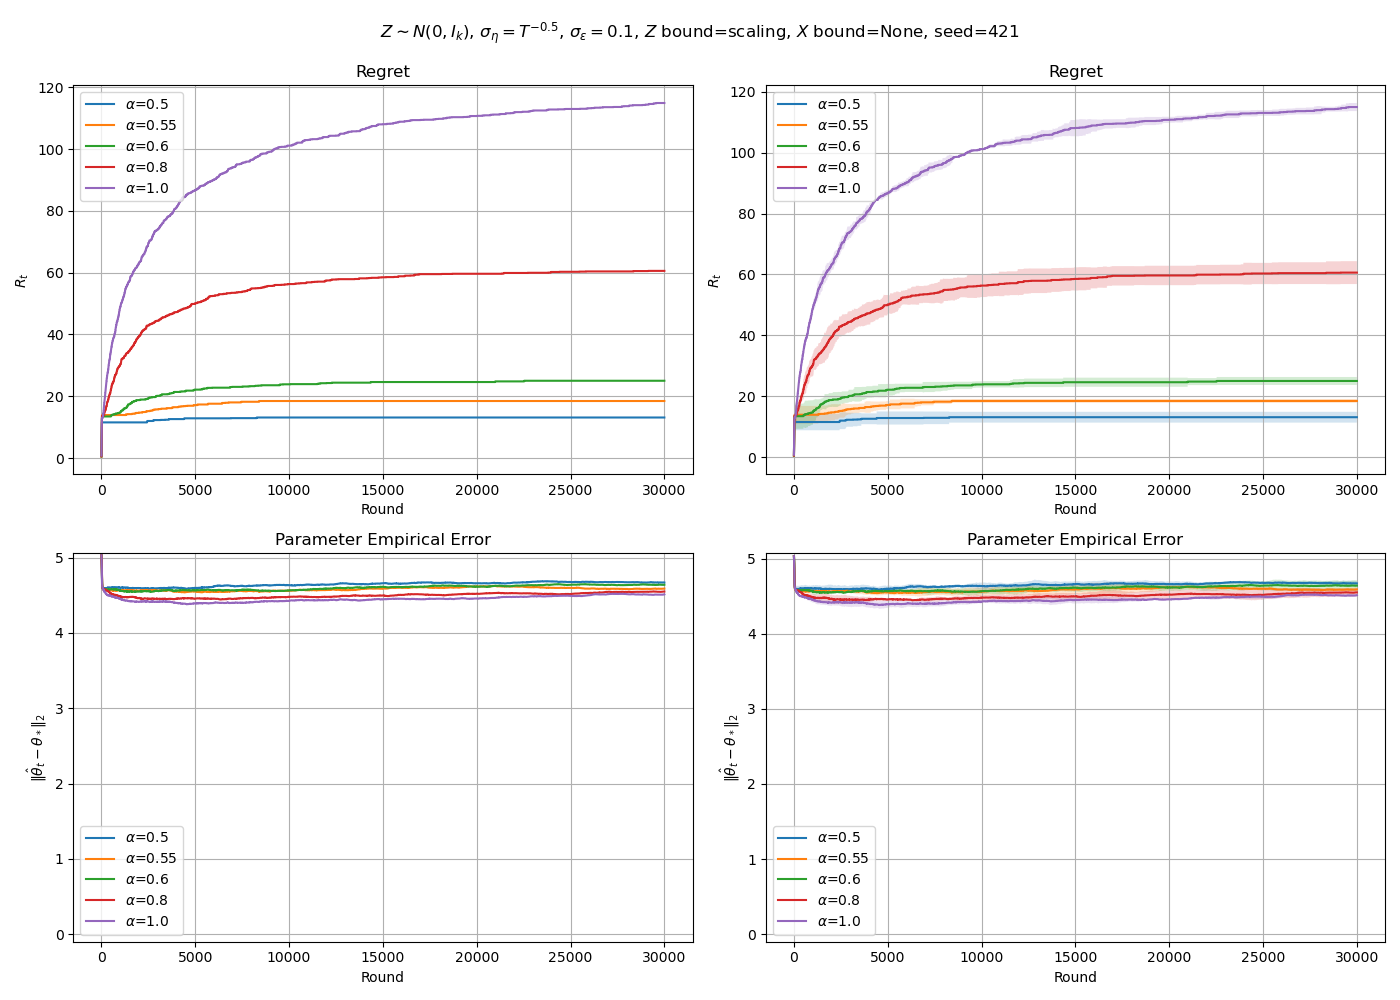 Z ~ N(0, I_k), σ_η = T^{-0.5}, σ_ε = 0.1, Z bound=scaling, X bound=None, seed=421
Regret
R_t
120
100
80
60
40
20
0
α=0.5
α=0.55
α=0.6
α=0.8
α=1.0
0 5000 10000 15000 20000 25000 30000
Round
Regret
R_t
120
100
80
60
40
20
0
α=0.5
α=0.55
α=0.6
α=0.8
α=1.0
0 5000 10000 15000 20000 25000 30000
Round
Parameter Empirical Error
‖θ̂_t − θ_*‖_2
5
4
3
2
1
0
α=0.5
α=0.55
α=0.6
α=0.8
α=1.0
0 5000 10000 15000 20000 25000 30000
Round
Parameter Empirical Error
‖θ̂_t − θ_*‖_2
5
4
3
2
1
0
α=0.5
α=0.55
α=0.6
α=0.8
α=1.0
0 5000 10000 15000 20000 25000 30000
Round